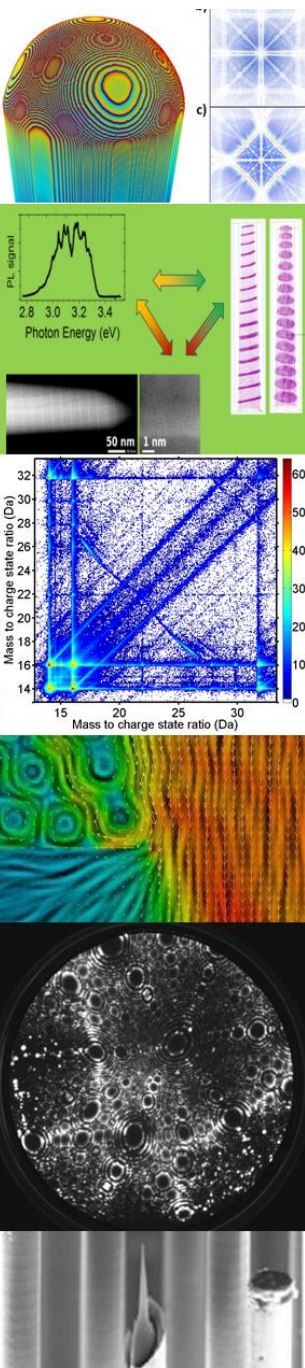 c)
PL signal
2.8 3.0 3.2 3.4
Photon Energy (eV)
50 nm
1 nm
Mass to charge state ratio (Da)
32
30
28
26
24
22
20
18
16
14
15 20 25 30
Mass to charge state ratio (Da)
60
50
40
30
20
10
0